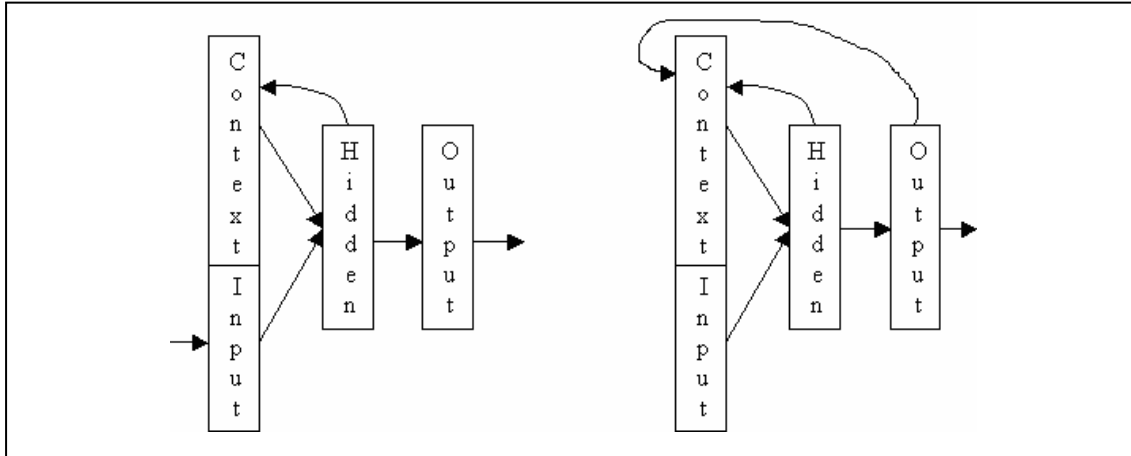 Context
Input
Hidden
Output
Context
Input
Hidden
Output